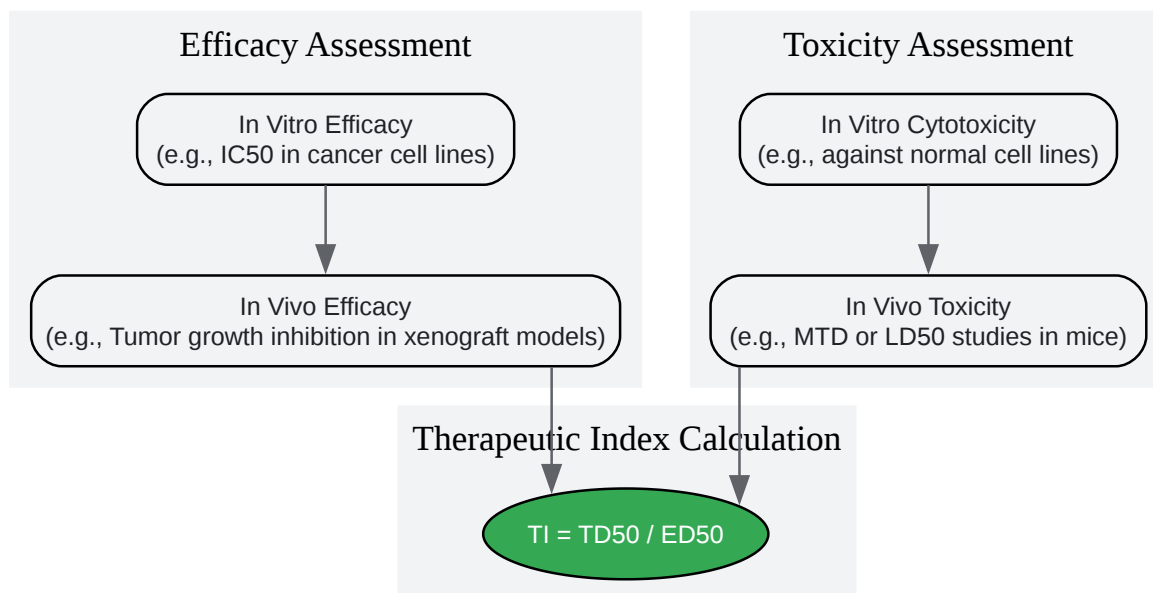 Efficacy Assessment
In Vitro Efficacy
(e.g., IC50 in cancer cell lines)
In Vivo Efficacy
(e.g., Tumor growth inhibition in xenograft models)
Toxicity Assessment
In Vitro Cytotoxicity
(e.g., against normal cell lines)
In Vivo Toxicity
(e.g., MTD or LD50 studies in mice)
Therapeutic Index Calculation
TI = TD50 / ED50